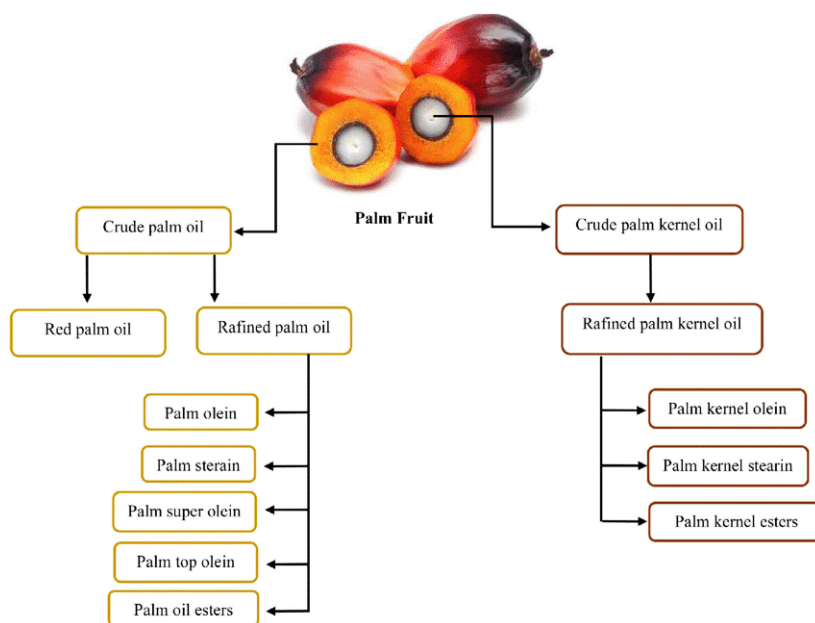 Palm Fruit
Crude palm oil
Crude palm kernel oil
Red palm oil
Rafined palm oil
Rafined palm kernel oil
Palm olein
Palm sterain
Palm super olein
Palm top olein
Palm oil esters
Palm kernel olein
Palm kernel stearin
Palm kernel esters